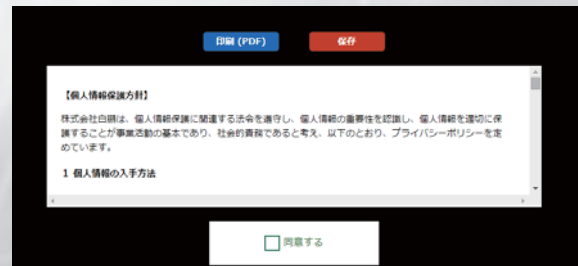 印刷 (PDF)
保存
【個人情報保護方針】
株式会社白鵬は、個人情報保護に関連する法令を遵守し、個人情報の重要性を認識し、個人情報を適切に保
護することが事業活動の基本であり、社会的責務であると考え、以下のとおり、プライバシーポリシーを定
めています。
1 個人情報の入手方法
同意する